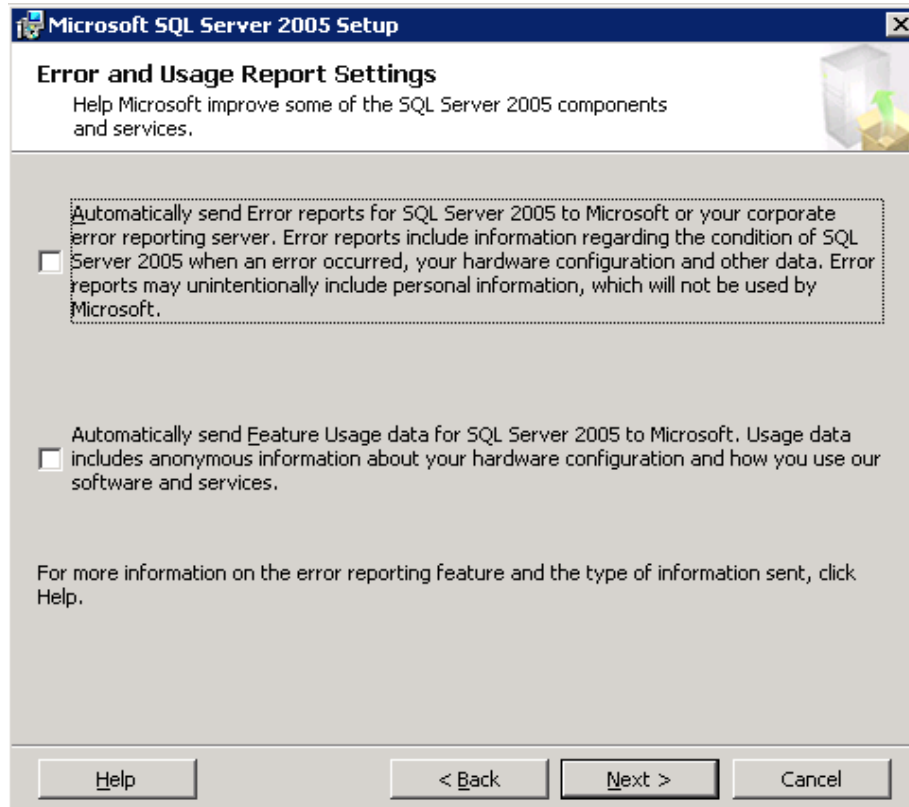 Microsoft SQL Server 2005 Setup
Error and Usage Report Settings
Help Microsoft improve some of the SQL Server 2005 components
and services.
Automatically send Error reports for SQL Server 2005 to Microsoft or your corporate
error reporting server. Error reports include information regarding the condition of SQL
Server 2005 when an error occurred, your hardware configuration and other data. Error
reports may unintentionally include personal information, which will not be used by
Microsoft.
Automatically send Feature Usage data for SQL Server 2005 to Microsoft. Usage data
includes anonymous information about your hardware configuration and how you use our
software and services.
For more information on the error reporting feature and the type of information sent, click
Help.
Help
< Back
Next >
Cancel